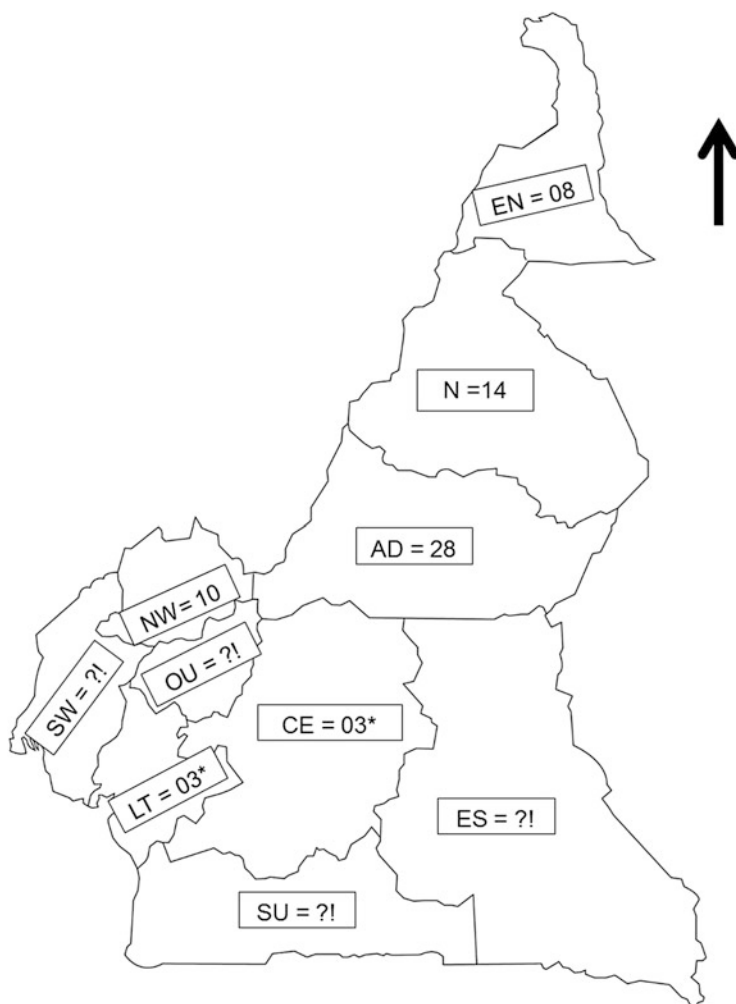 EN = 08
N =14
AD = 28
NW = 10
OU = ?!
SW = ?!
CE = 03*
LT = 03*
ES = ?!
SU = ?!